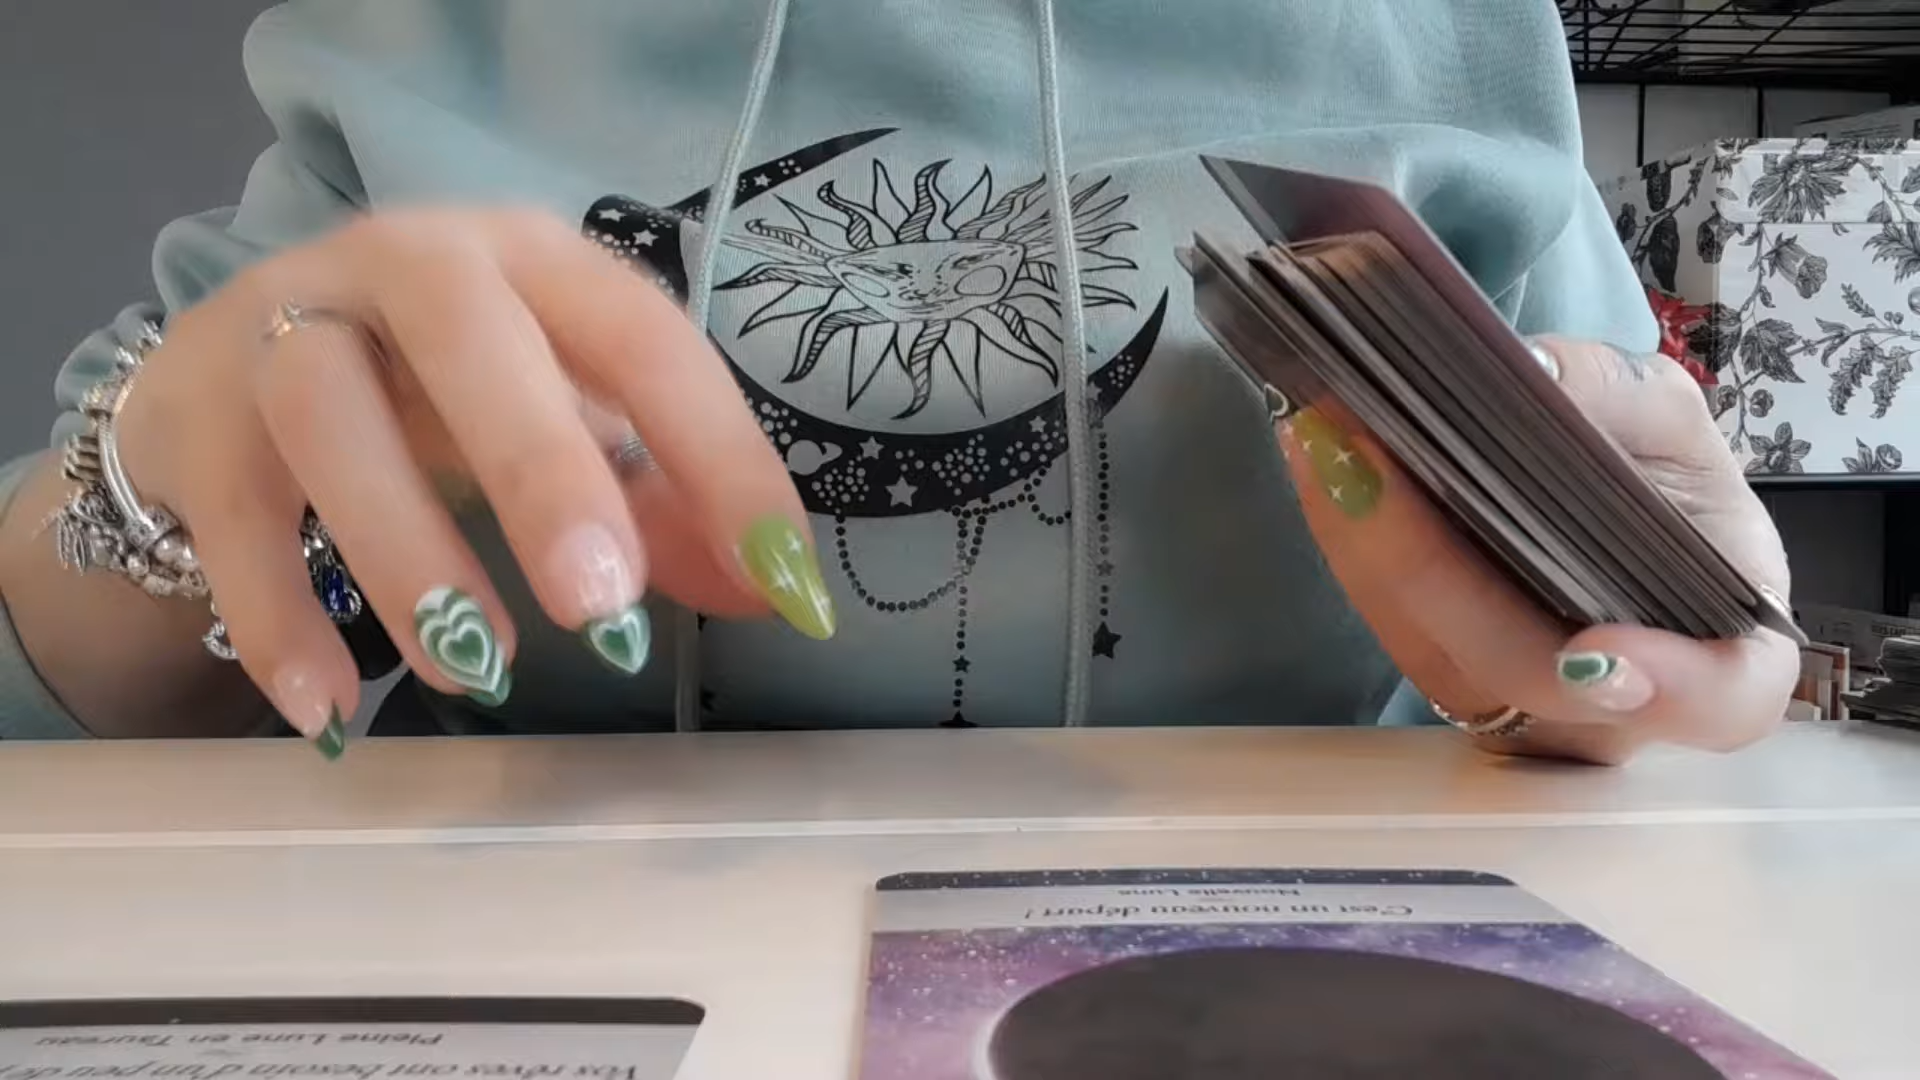 C'est un nouveau départ !
Nouvelle Lune
Vos rêves ont besoin d'un peu de
Pleine Lune en Taureau